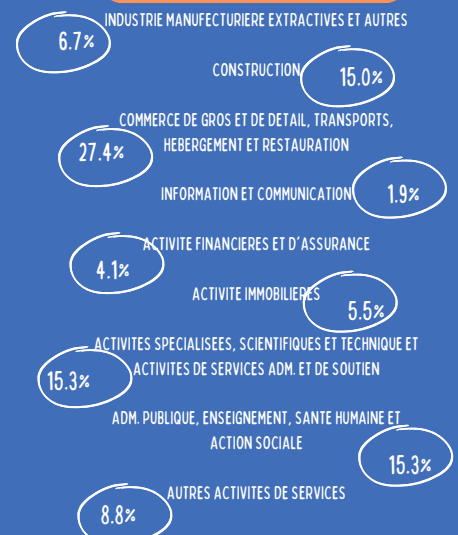 INDUSTRIE MANUFECTURIERE EXTRACTIVES ET AUTRES
6.7%
CONSTRUCTION
15.0%
COMMERCE DE GROS ET DE DETAIL, TRANSPORTS,
HEBERGEMENT ET RESTAURATION
27.4%
INFORMATION ET COMMUNICATION
1.9%
ACTIVITE FINANCIERES ET D'ASSURANCE
4.1%
ACTIVITE IMMOBILIERES
5.5%
ACTIVITES SPECIALISEES, SCIENTIFIQUES ET TECHNIQUE ET
ACTIVITES DE SERVICES ADM. ET DE SOUTIEN
15.3%
ADM. PUBLIQUE, ENSEIGNEMENT, SANTE HUMAINE ET
ACTION SOCIALE
15.3%
AUTRES ACTIVITES DE SERVICES
8.8%